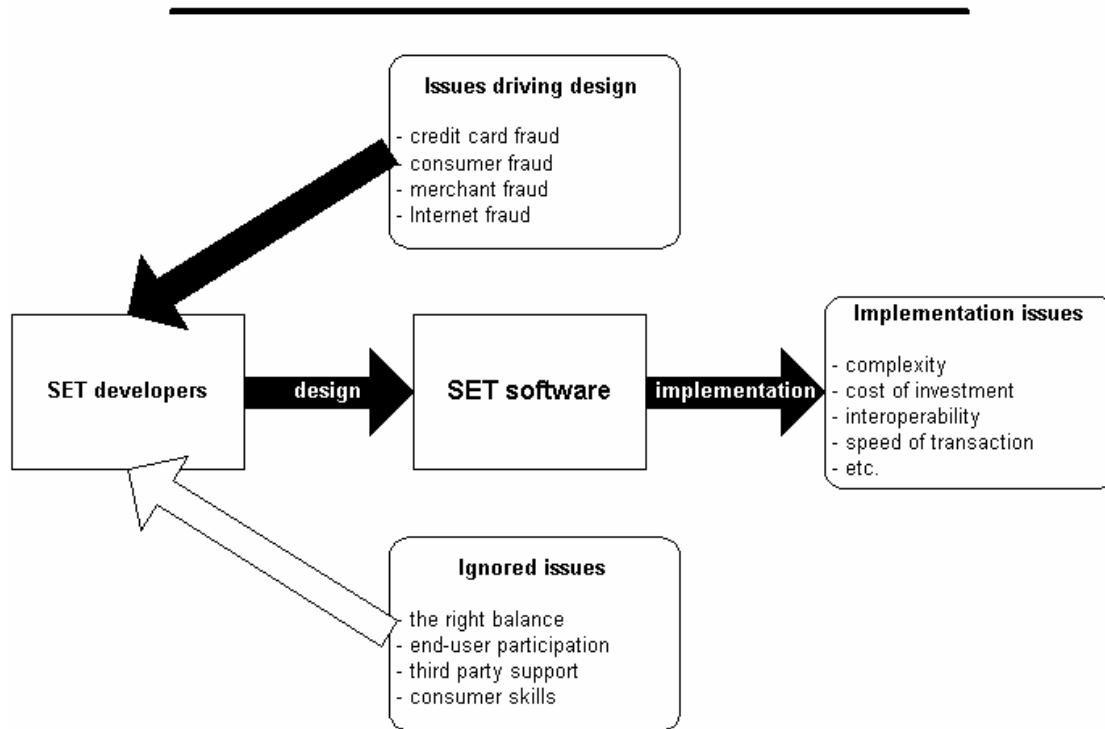 Issues driving design
- credit card fraud
- consumer fraud
- merchant fraud
- Internet fraud
SET developers
design
SET software
implementation
Implementation issues
- complexity
- cost of investment
- interoperability
- speed of transaction
- etc.
Ignored issues
- the right balance
- end-user participation
- third party support
- consumer skills